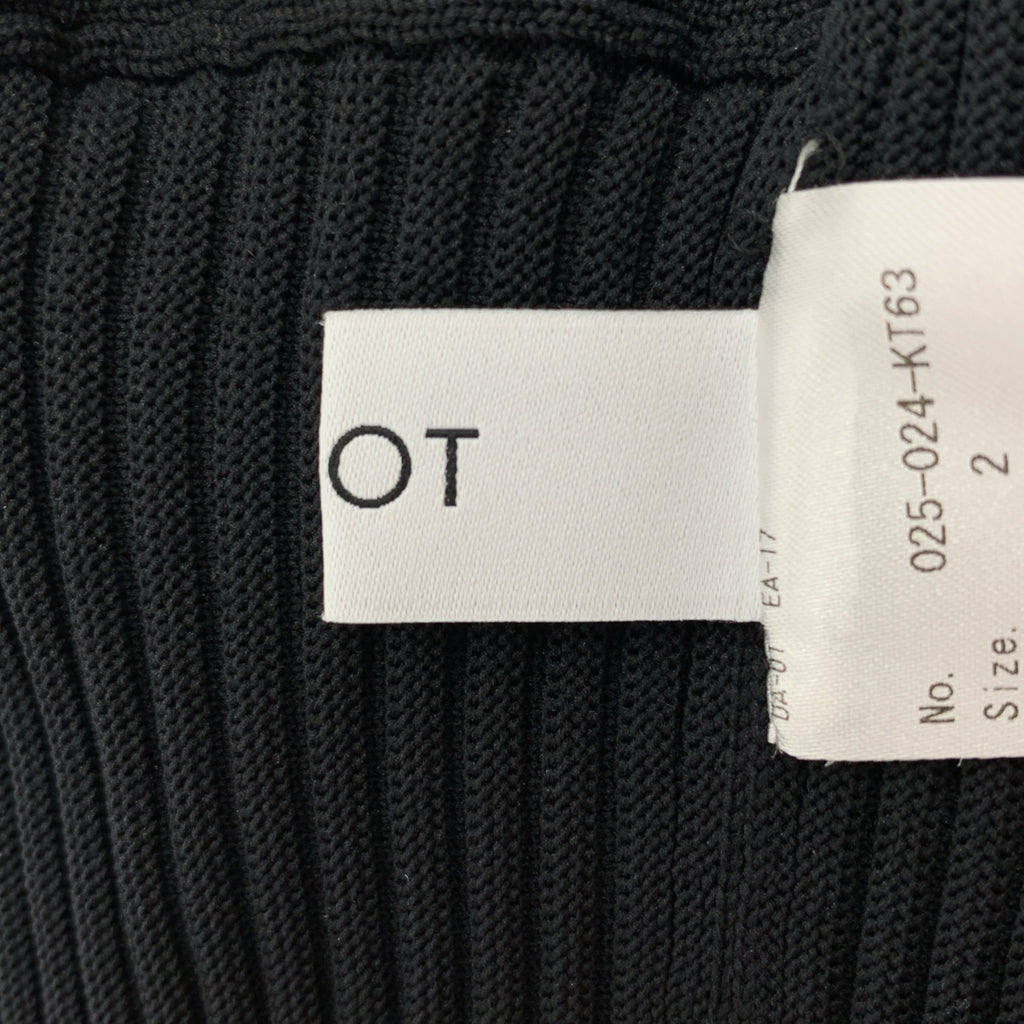 OT
No. 025-024-KT63
Size. 2
DA-OT EA-17